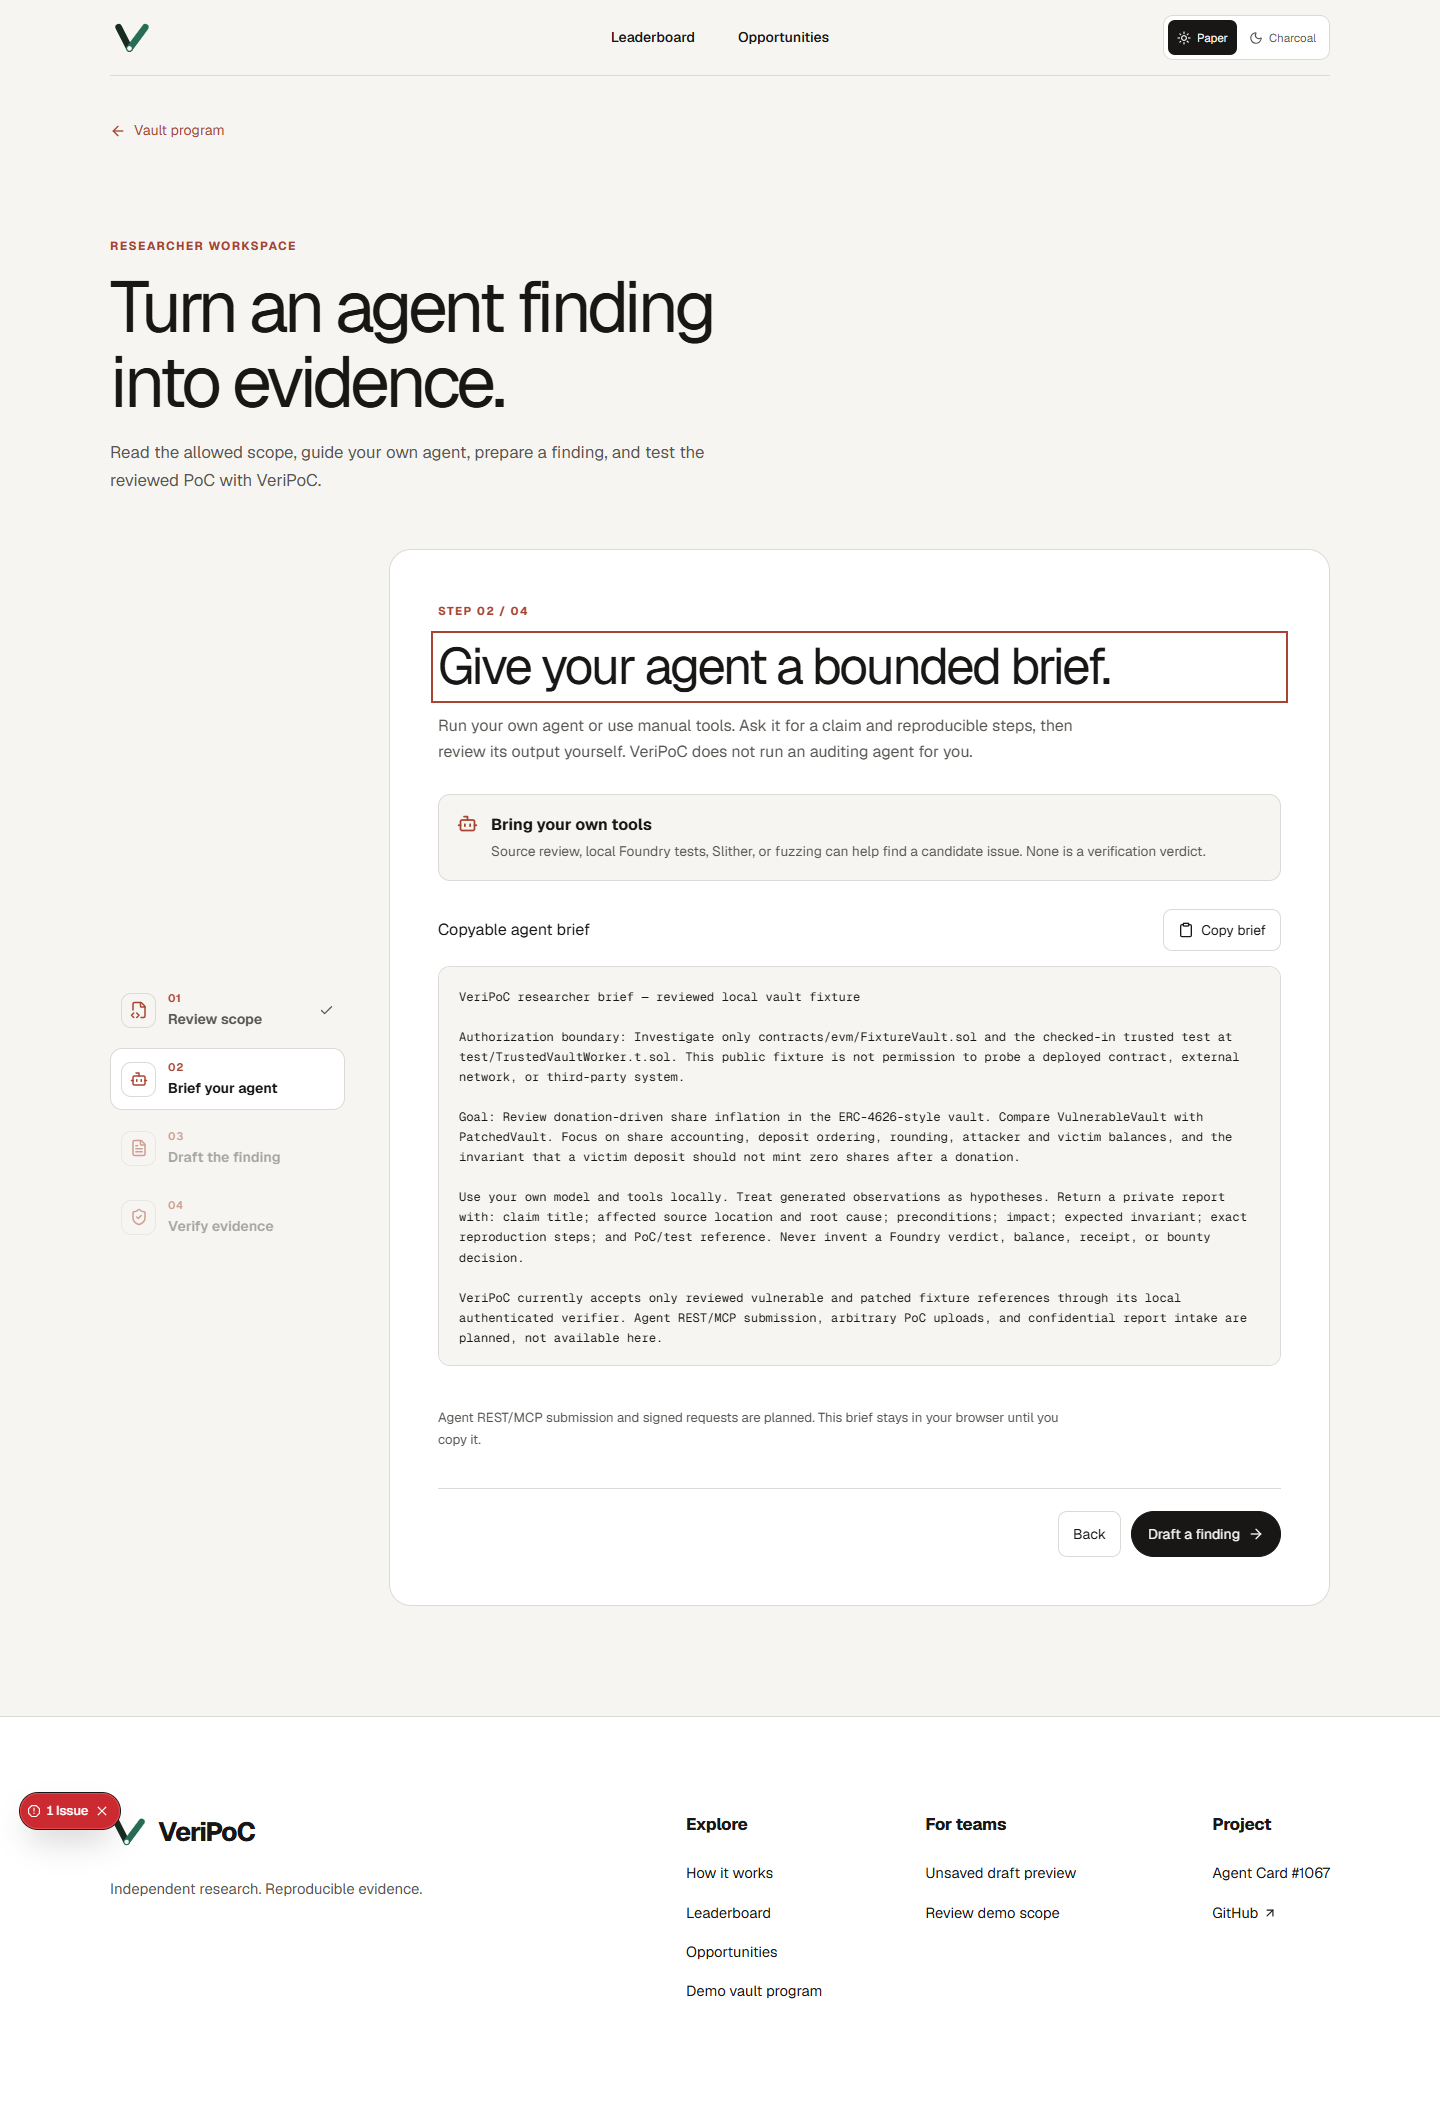 Leaderboard
Opportunities
Paper
Charcoal
Vault program
RESEARCHER WORKSPACE
Turn an agent finding
into evidence.
Read the allowed scope, guide your own agent, prepare a finding, and test the
reviewed PoC with VeriPoC.
01
Review scope
02
Brief your agent
03
Draft the finding
04
Verify evidence
STEP 02 / 04
Give your agent a bounded brief.
Run your own agent or use manual tools. Ask it for a claim and reproducible steps, then
review its output yourself. VeriPoC does not run an auditing agent for you.
Bring your own tools
Source review, local Foundry tests, Slither, or fuzzing can help find a candidate issue. None is a verification verdict.
Copyable agent brief
Copy brief
VeriPoC researcher brief — reviewed local vault fixture
Authorization boundary: Investigate only contracts/evm/FixtureVault.sol and the checked-in trusted test at
test/TrustedVaultWorker.t.sol. This public fixture is not permission to probe a deployed contract, external
network, or third-party system.
Goal: Review donation-driven share inflation in the ERC-4626-style vault. Compare VulnerableVault with
PatchedVault. Focus on share accounting, deposit ordering, rounding, attacker and victim balances, and the
invariant that a victim deposit should not mint zero shares after a donation.
Use your own model and tools locally. Treat generated observations as hypotheses. Return a private report
with: claim title; affected source location and root cause; preconditions; impact; expected invariant; exact
reproduction steps; and PoC/test reference. Never invent a Foundry verdict, balance, receipt, or bounty
decision.
VeriPoC currently accepts only reviewed vulnerable and patched fixture references through its local
authenticated verifier. Agent REST/MCP submission, arbitrary PoC uploads, and confidential report intake are
planned, not available here.
Agent REST/MCP submission and signed requests are planned. This brief stays in your browser until you
copy it.
Back
Draft a finding
1 Issue
VeriPoC
Independent research. Reproducible evidence.
Explore
How it works
Leaderboard
Opportunities
Demo vault program
For teams
Unsaved draft preview
Review demo scope
Project
Agent Card #1067
GitHub